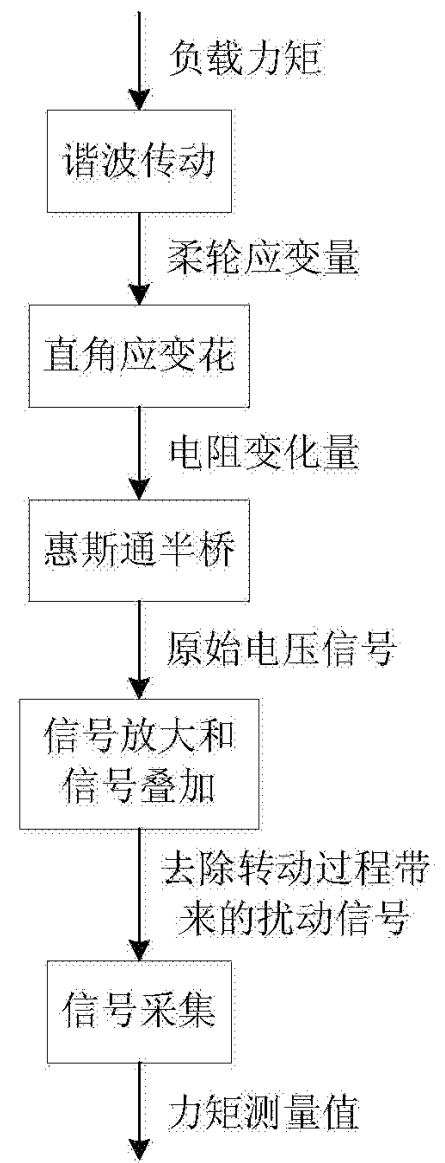 负载力矩
谐波传动
柔轮应变量
直角应变花
电阻变化量
惠斯通半桥
原始电压信号
信号放大和
信号叠加
去除转动过程带
来的扰动信号
信号采集
力矩测量值